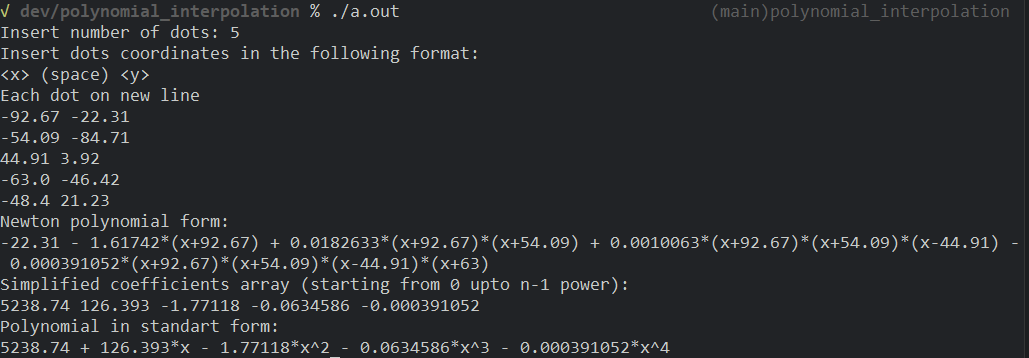 √ dev/polynomial_interpolation % ./a.out (main)polynomial_interpolation
Insert number of dots: 5
Insert dots coordinates in the following format:
<x> (space) <y>
Each dot on new line
-92.67 -22.31
-54.09 -84.71
44.91 3.92
-63.0 -46.42
-48.4 21.23
Newton polynomial form:
-22.31 - 1.61742*(x+92.67) + 0.0182633*(x+92.67)*(x+54.09) + 0.0010063*(x+92.67)*(x+54.09)*(x-44.91) -
0.000391052*(x+92.67)*(x+54.09)*(x-44.91)*(x+63)
Simplified coefficients array (starting from 0 upto n-1 power):
5238.74 126.393 -1.77118 -0.0634586 -0.000391052
Polynomial in standart form:
5238.74 + 126.393*x - 1.77118*x^2 - 0.0634586*x^3 - 0.000391052*x^4